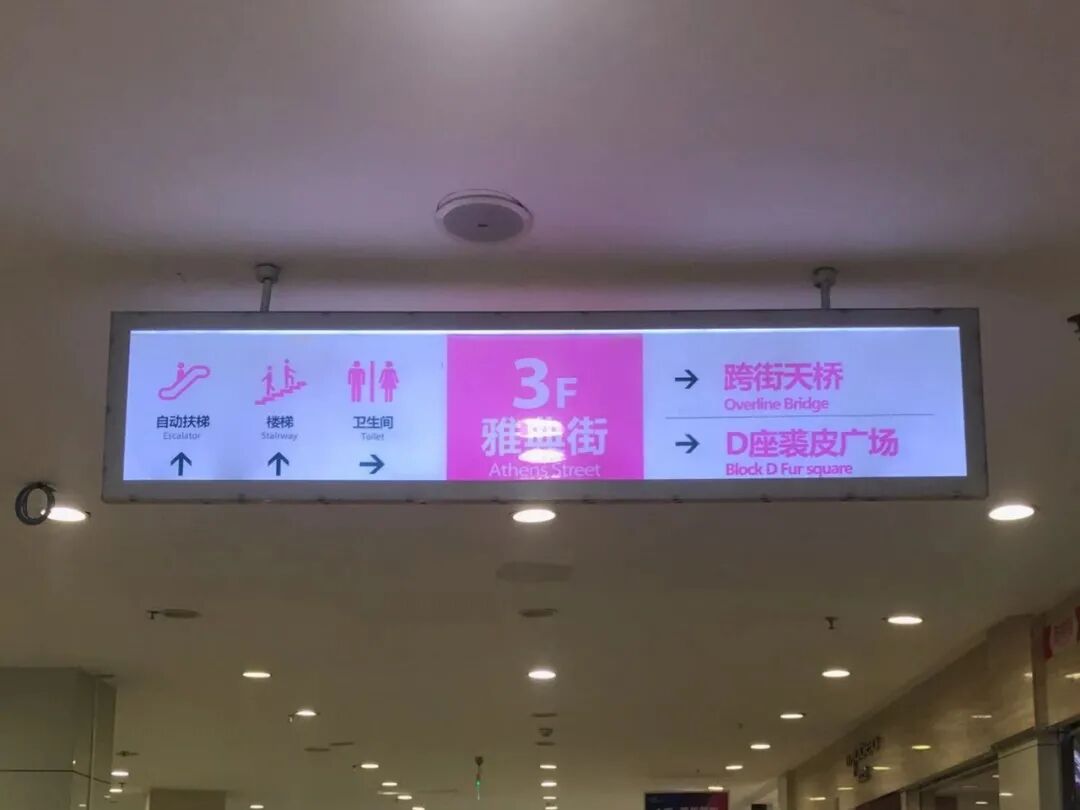 自动扶梯
Escalator
楼梯
Stairway
卫生间
Toilet
3F
雅典街
Athens Street
跨街天桥
Overline Bridge
D座裘皮广场
Block D Fur square